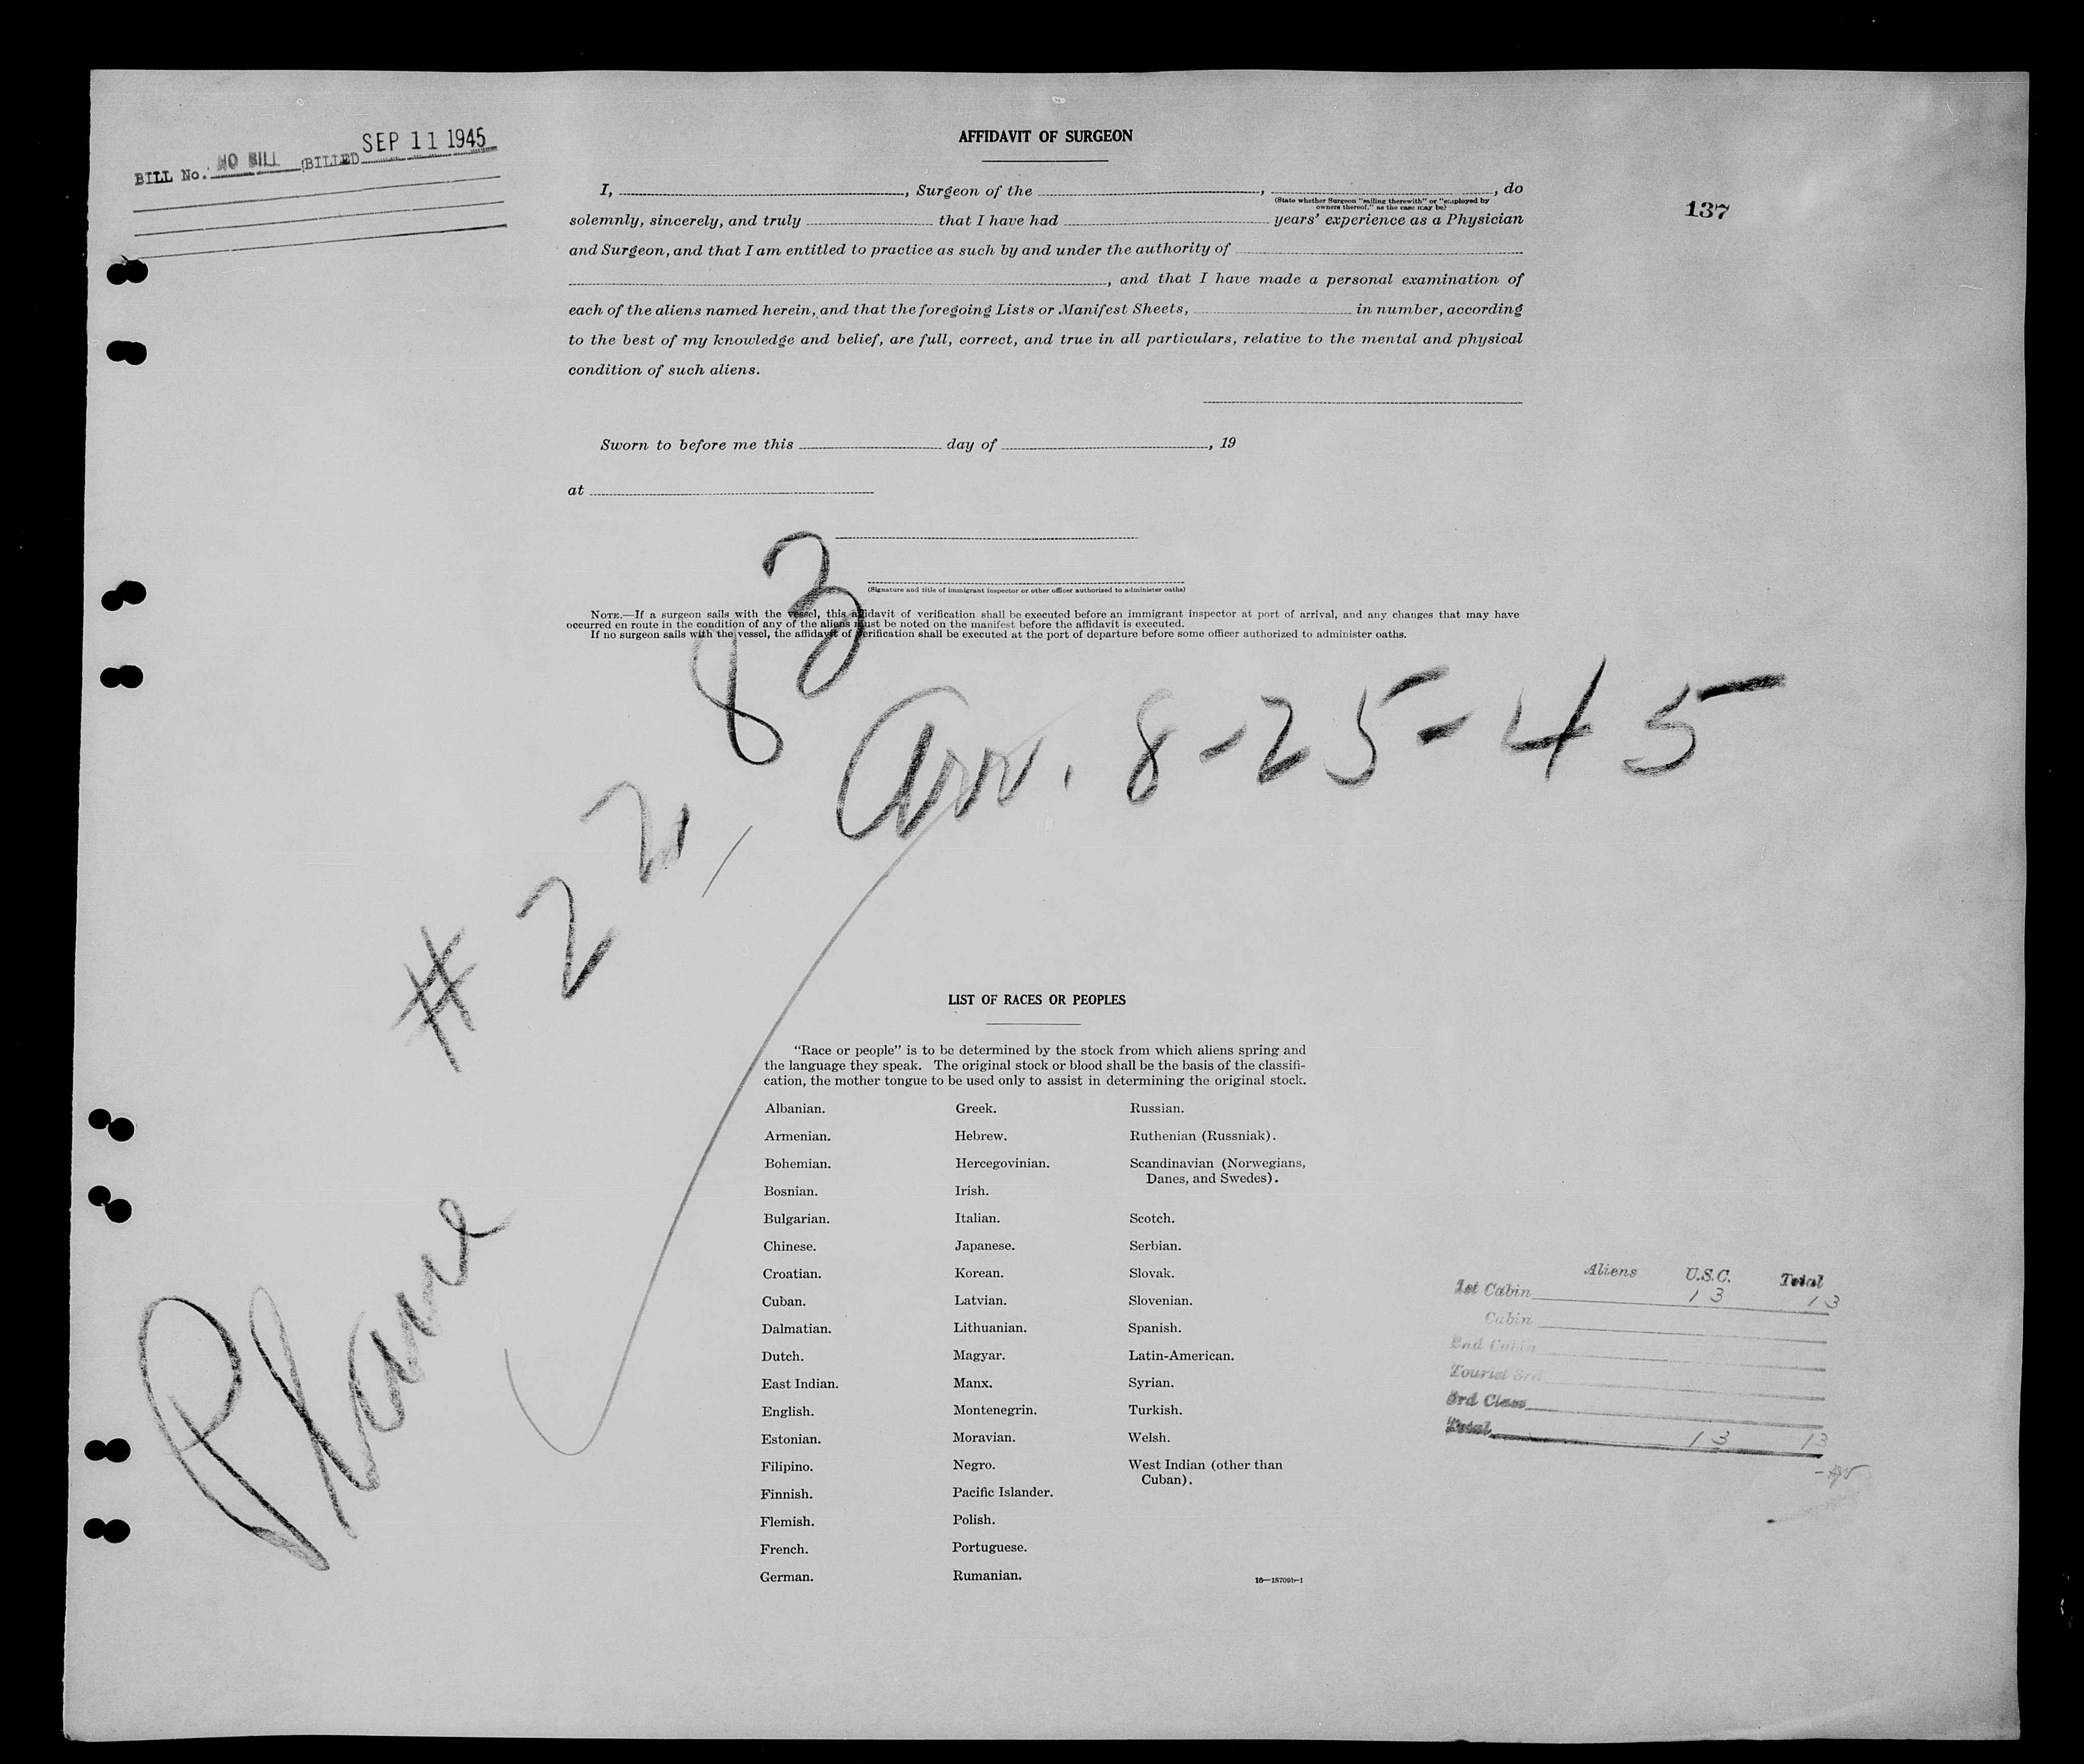 BILL No. NO BILL BILLED SEP 11 1945
AFFIDAVIT OF SURGEON
137
I, , Surgeon of the , , do
(State whether Surgeon "sailing therewith" or "employed by
owners thereof," as the case may be)
solemnly, sincerely, and truly that I have had years' experience as a Physician
and Surgeon, and that I am entitled to practice as such by and under the authority of
, and that I have made a personal examination of
each of the aliens named herein, and that the foregoing Lists or Manifest Sheets, in number, according
to the best of my knowledge and belief, are full, correct, and true in all particulars, relative to the mental and physical
condition of such aliens.
Sworn to before me this day of , 19
at
(Signature and title of immigrant inspector or other officer authorized to administer oaths)
NOTE.—If a surgeon sails with the vessel, this affidavit of verification shall be executed before an immigrant inspector at port of arrival, and any changes that may have
occurred en route in the condition of any of the aliens must be noted on the manifest before the affidavit is executed.
If no surgeon sails with the vessel, the affidavit of verification shall be executed at the port of departure before some officer authorized to administer oaths.
Plane # 22, 83
Arr. 8-25-45
LIST OF RACES OR PEOPLES
"Race or people" is to be determined by the stock from which aliens spring and
the language they speak. The original stock or blood shall be the basis of the classifi-
cation, the mother tongue to be used only to assist in determining the original stock.
Albanian. Greek. Russian.
Armenian. Hebrew. Ruthenian (Russniak).
Bohemian. Hercegovinian. Scandinavian (Norwegians,
Danes, and Swedes).
Bosnian. Irish.
Bulgarian. Italian. Scotch.
Chinese. Japanese. Serbian.
Croatian. Korean. Slovak.
Cuban. Latvian. Slovenian.
Dalmatian. Lithuanian. Spanish.
Dutch. Magyar. Latin-American.
East Indian. Manx. Syrian.
English. Montenegrin. Turkish.
Estonian. Moravian. Welsh.
Filipino. Negro. West Indian (other than
Cuban).
Finnish. Pacific Islander.
Flemish. Polish.
French. Portuguese.
German. Rumanian.
16—18709b-1
Aliens U.S.C. Total
1st Cabin 13 13
Cabin
2nd Cabin
Tourist 3rd
3rd Class
Total 13 13